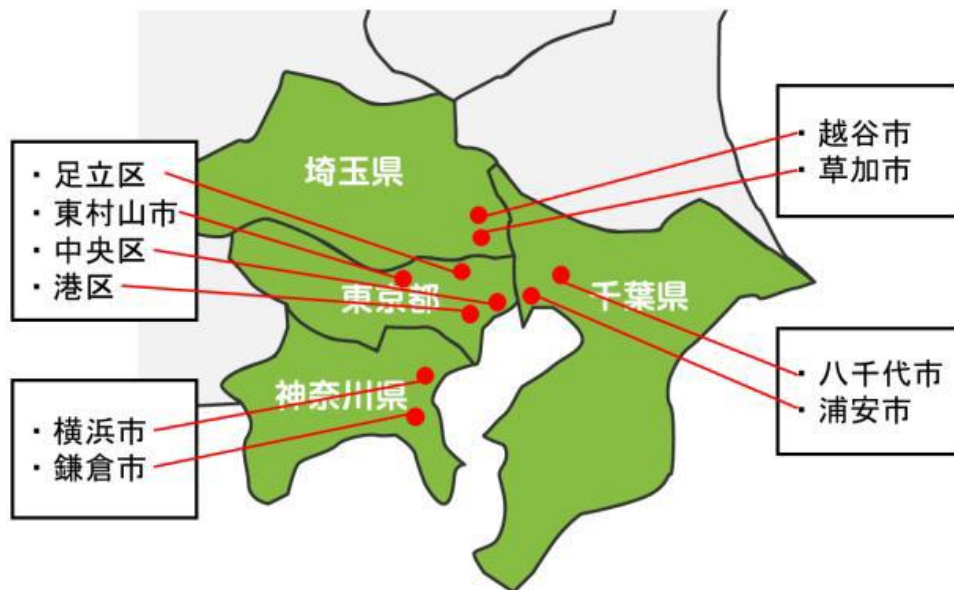 ・越谷市
・草加市
埼玉県
・足立区
・東村山市
・中央区
・港区
東京都
千葉県
・八千代市
・浦安市
神奈川県
・横浜市
・鎌倉市